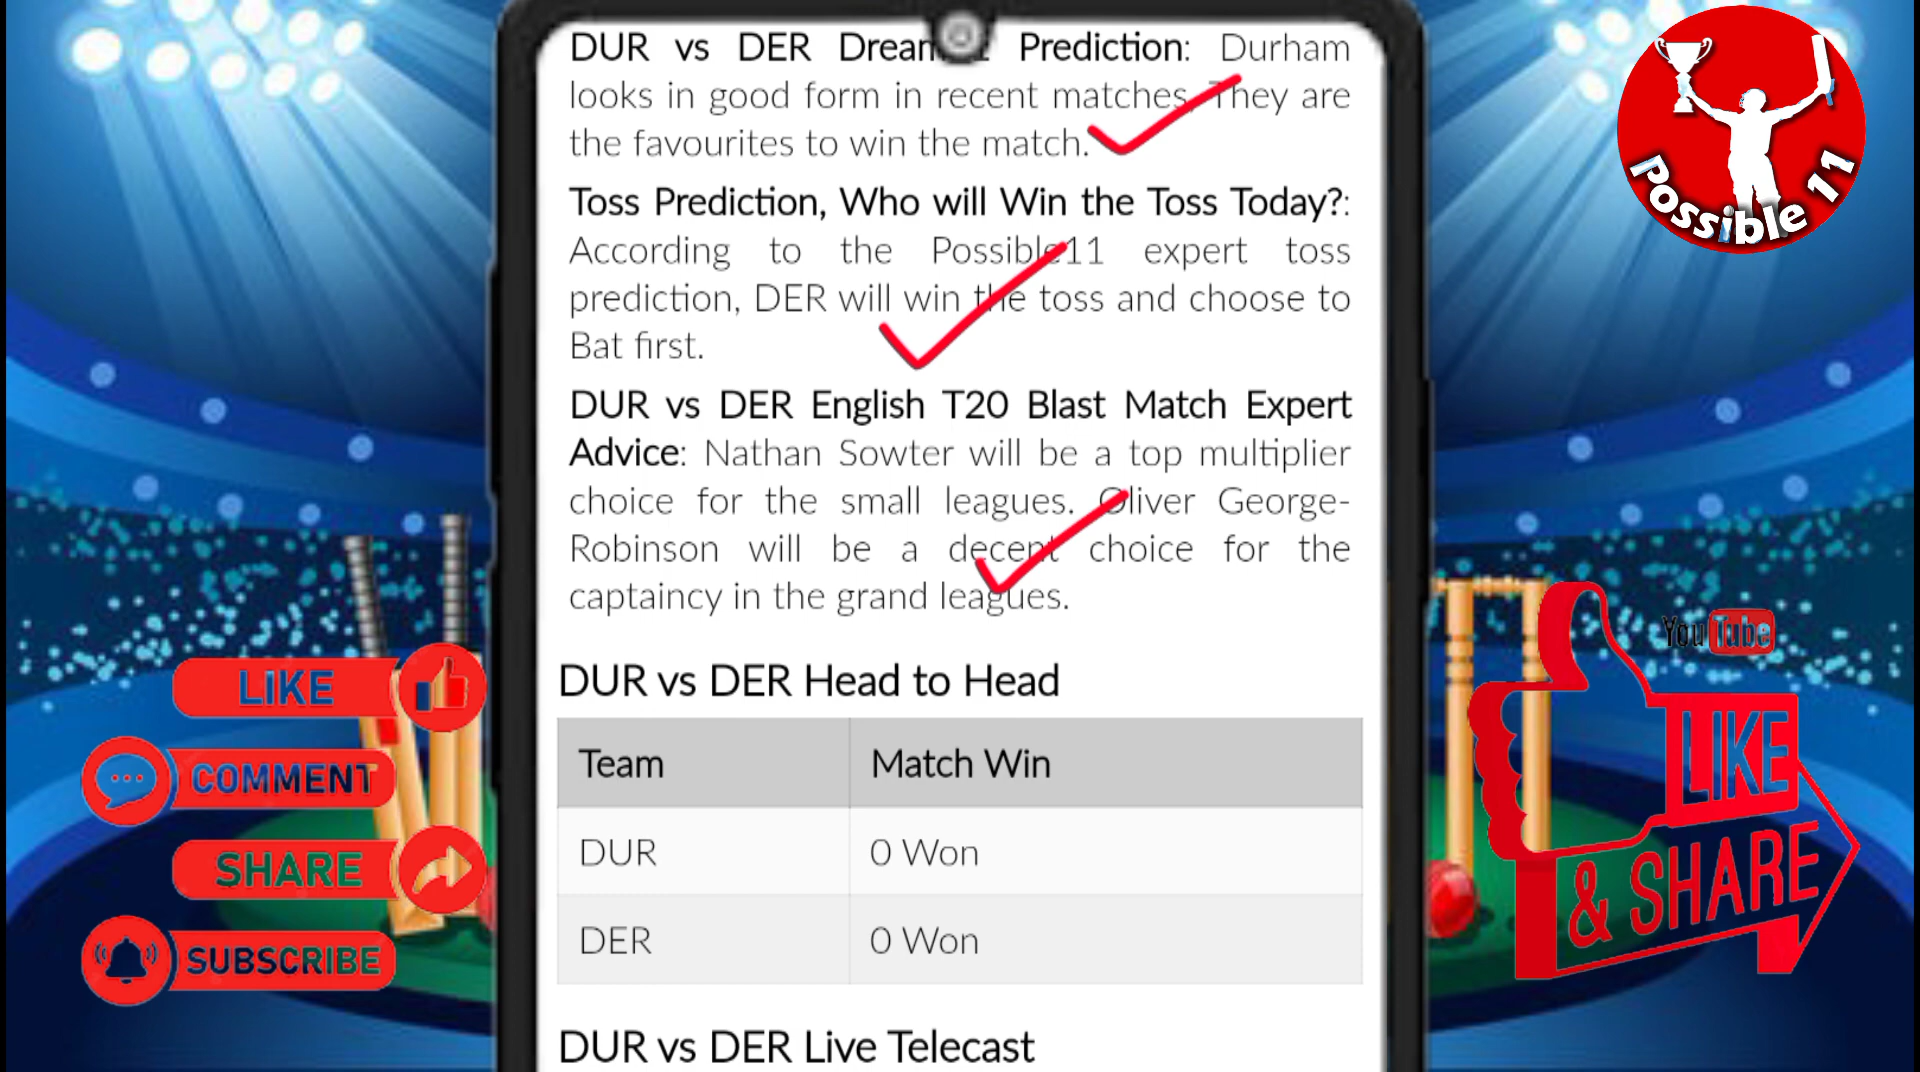 DUR vs DER Dream Prediction: Durham
looks in good form in recent matches. They are
the favourites to win the match.
Toss Prediction, Who will Win the Toss Today?:
According to the Possible11 expert toss
prediction, DER will win the toss and choose to
Bat first.
DUR vs DER English T20 Blast Match Expert
Advice: Nathan Sowter will be a top multiplier
choice for the small leagues. Oliver George-
Robinson will be a decent choice for the
captaincy in the grand leagues.
DUR vs DER Head to Head
Team Match Win
DUR 0 Won
DER 0 Won
DUR vs DER Live Telecast
Possible 11
LIKE
COMMENT
SHARE
SUBSCRIBE
YouTube
LIKE
& SHARE